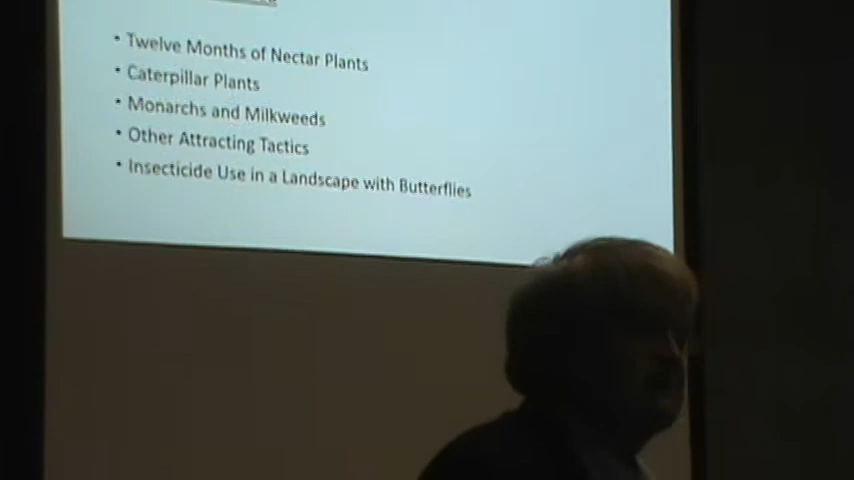 • Twelve Months of Nectar Plants
• Caterpillar Plants
• Monarchs and Milkweeds
• Other Attracting Tactics
• Insecticide Use in a Landscape with Butterflies